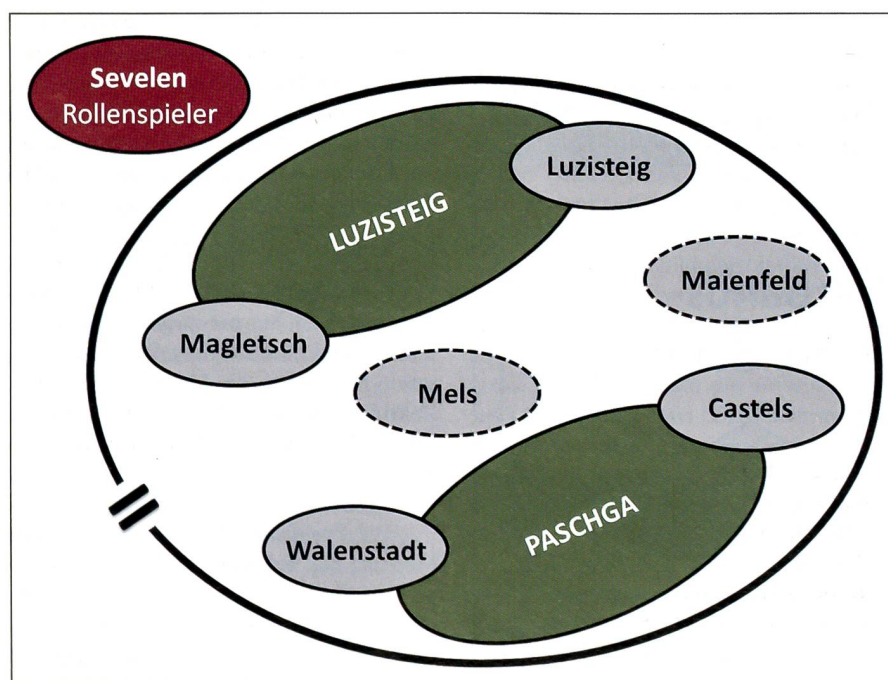 Sevelen
Rollenspieler
Luzisteig
LUZISTEIG
Maienfeld
Magletsch
Mels
Castels
Walenstadt
PASCHGA